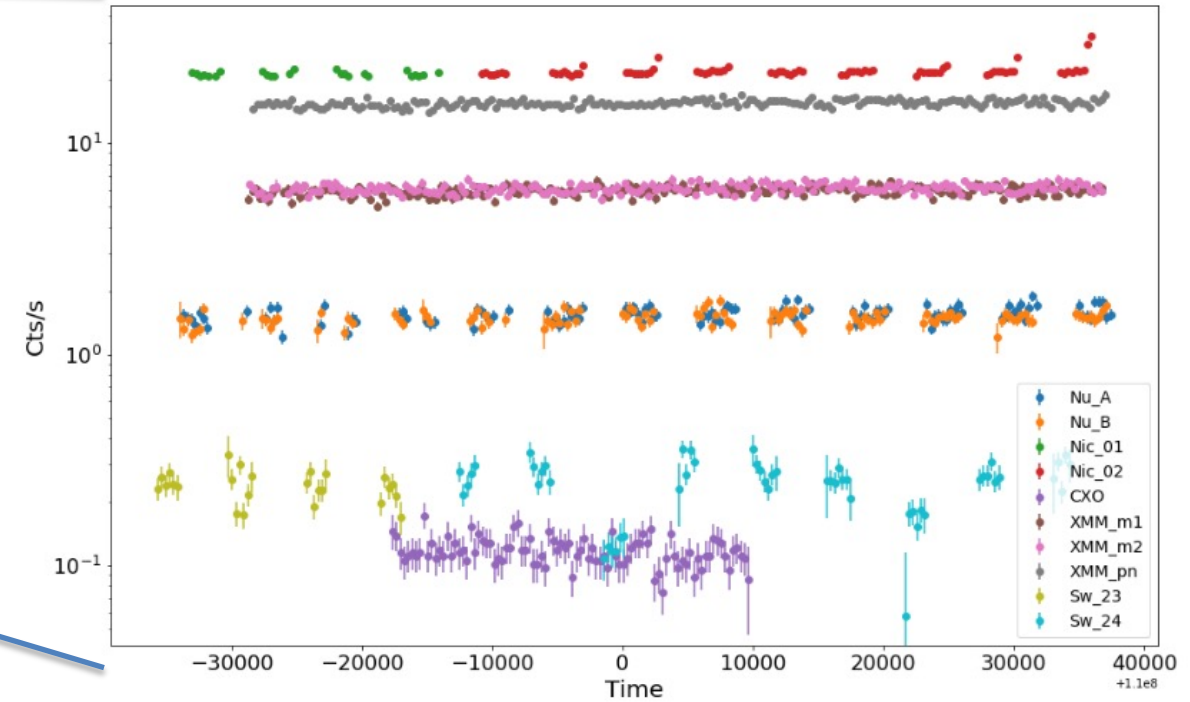 Cts/s
10¹
10⁰
10⁻¹
Nu_A
Nu_B
Nic_01
Nic_02
CXO
XMM_m1
XMM_m2
XMM_pn
Sw_23
Sw_24
−30000 −20000 −10000 0 10000 20000 30000 40000
+1.1e8
Time